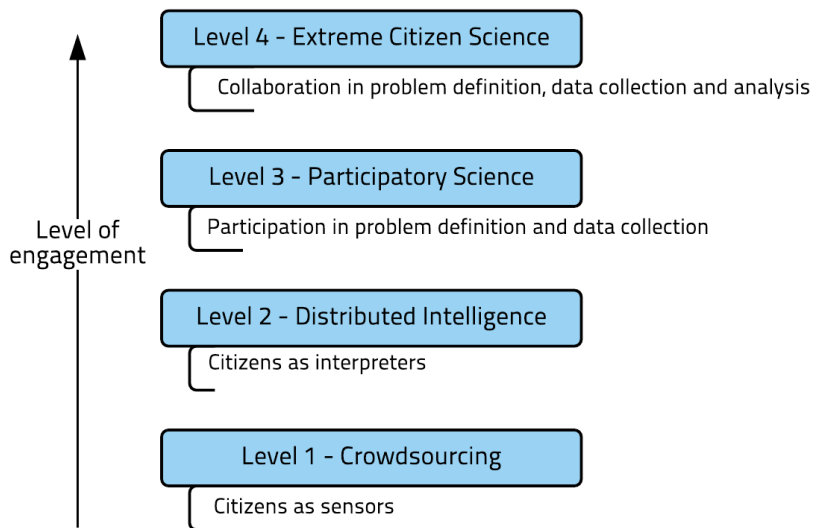 Level 4 - Extreme Citizen Science
Collaboration in problem definition, data collection and analysis
Level 3 - Participatory Science
Participation in problem definition and data collection
Level of
engagement
Level 2 - Distributed Intelligence
Citizens as interpreters
Level 1 - Crowdsourcing
Citizens as sensors